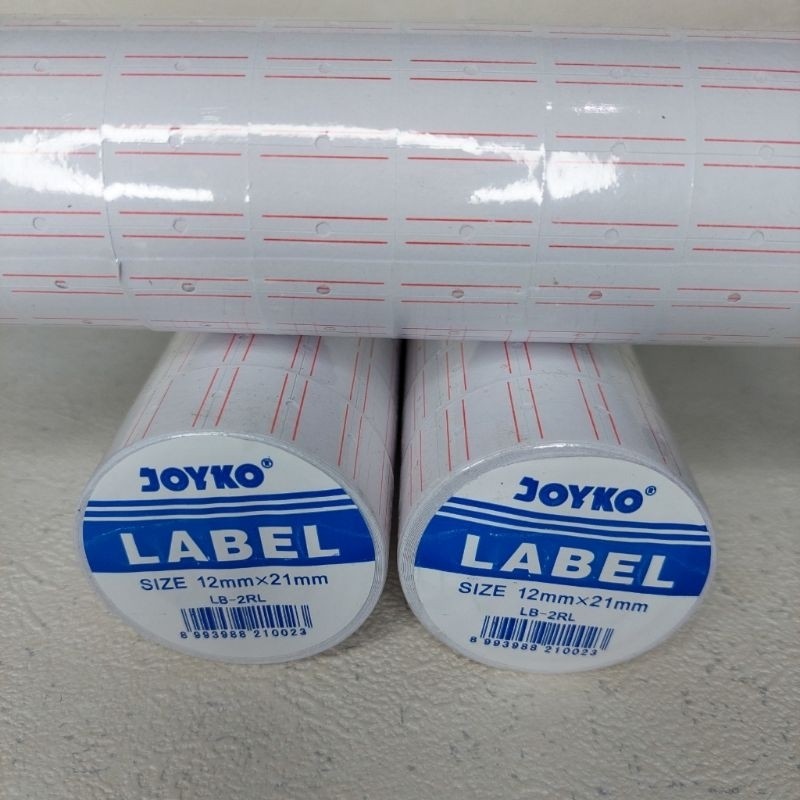 JOYKO®
LABEL
SIZE 12mm×21mm
LB-2RL
8 993988 210023
JOYKO®
LABEL
SIZE 12mm×21mm
LB-2RL
8 993988 210023